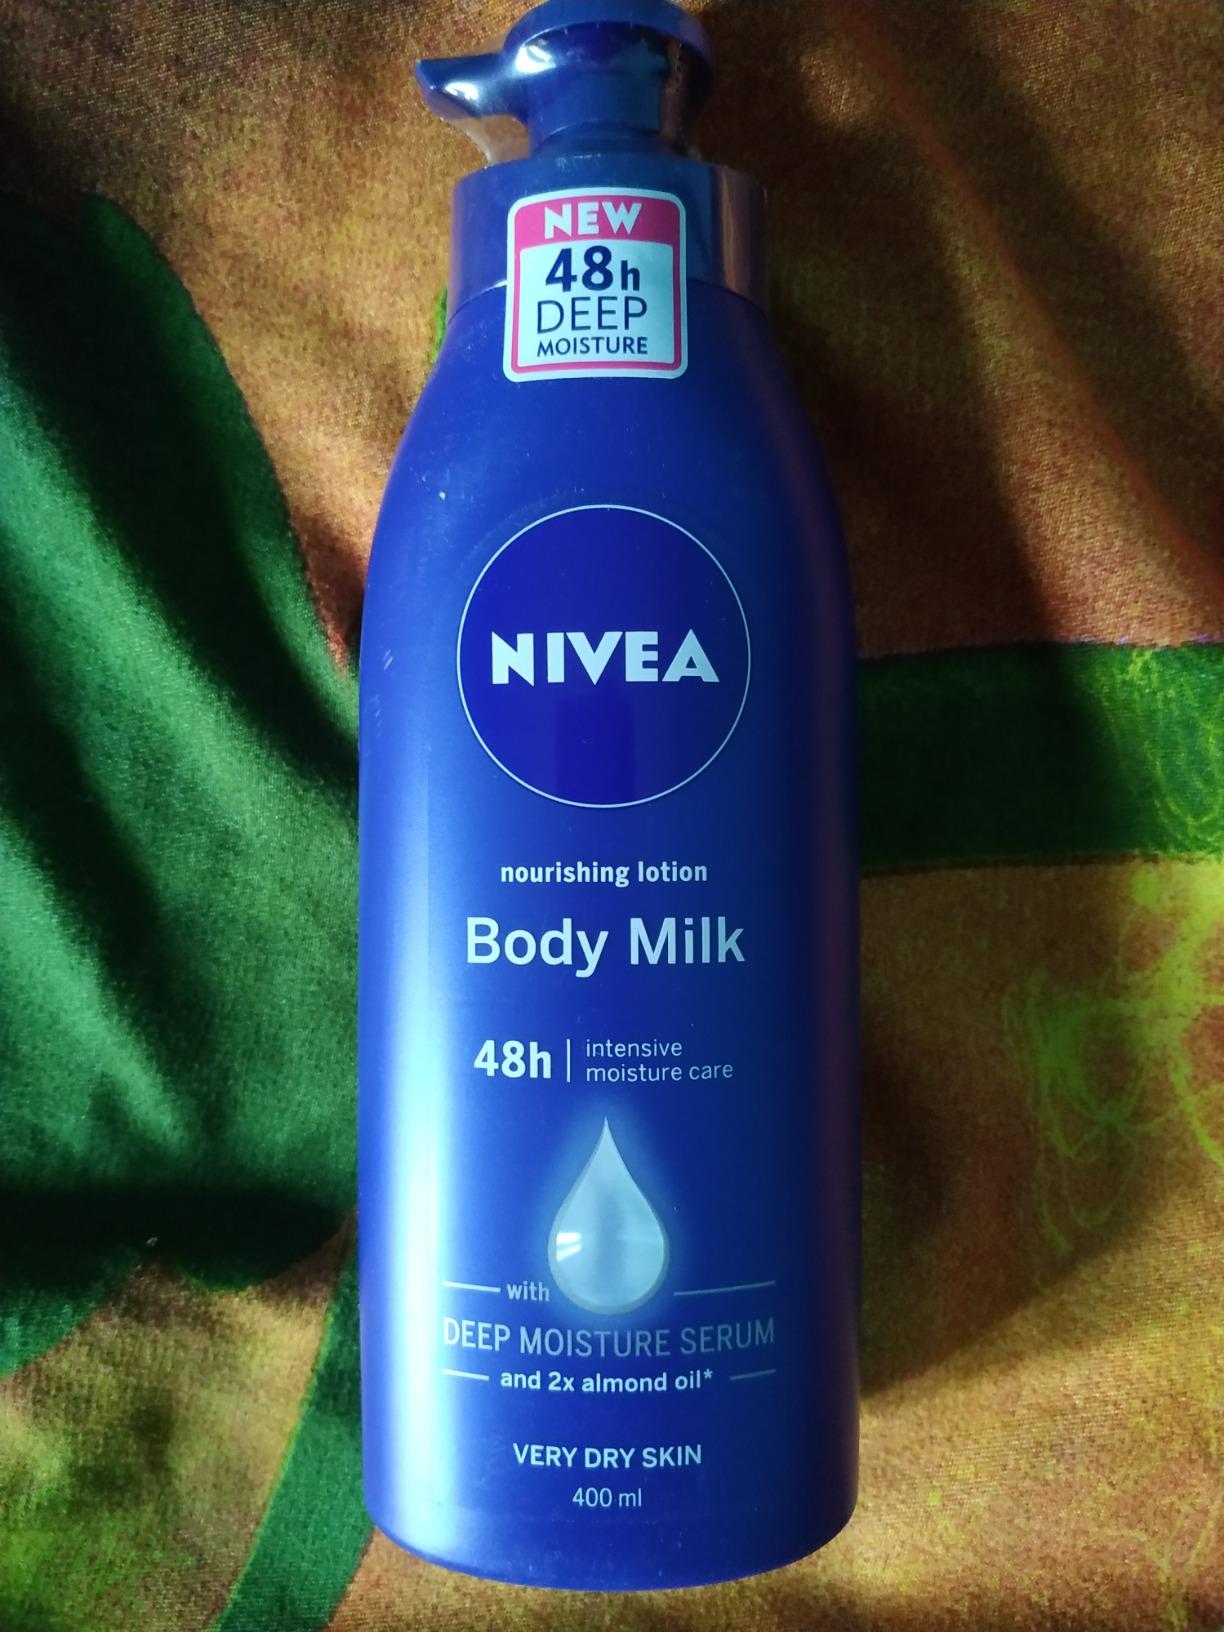 NEW
48h
DEEP
MOISTURE
NIVEA
nourishing lotion
Body Milk
48h | intensive
moisture care
with
DEEP MOISTURE SERUM
and 2x almond oil*
VERY DRY SKIN
400 ml